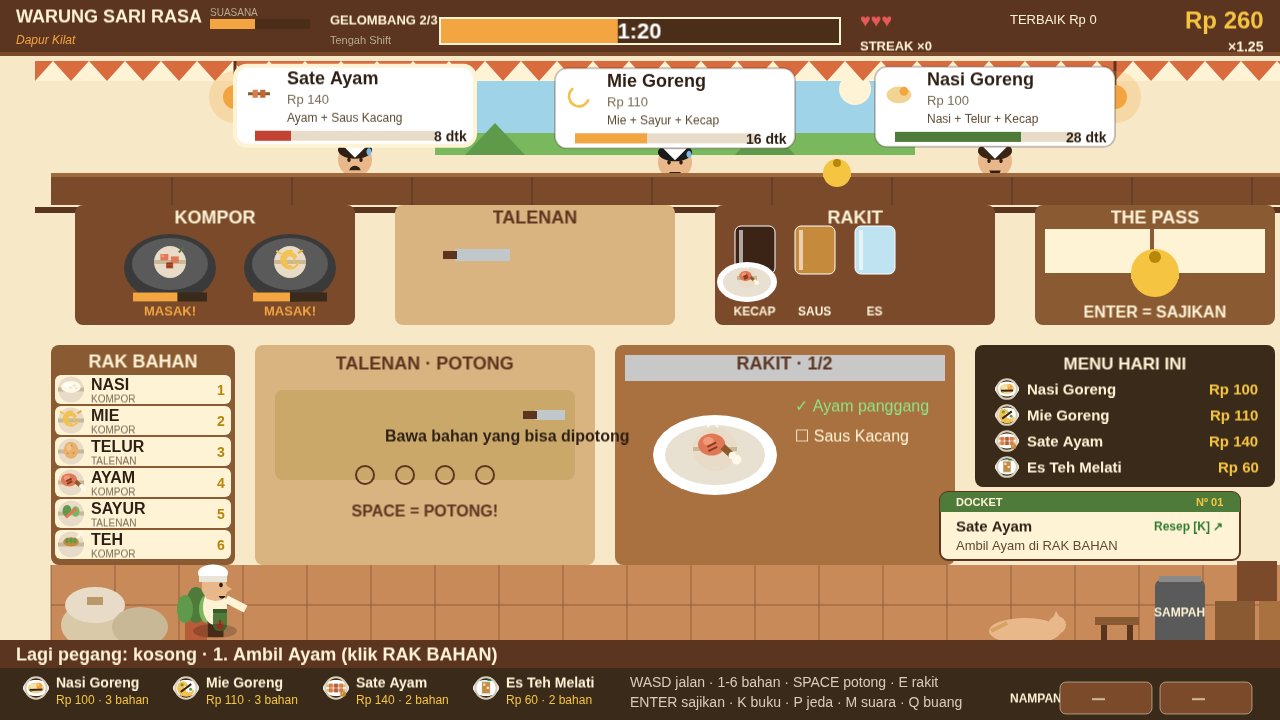 WARUNG SARI RASA
Dapur Kilat
SUASANA
GELOMBANG 2/3
Tengah Shift
1:20
♥♥♥
STREAK ×0
TERBAIK Rp 0
Rp 260
×1.25
Sate Ayam
Rp 140
Ayam + Saus Kacang
8 dtk
Mie Goreng
Rp 110
Mie + Sayur + Kecap
16 dtk
Nasi Goreng
Rp 100
Nasi + Telur + Kecap
28 dtk
KOMPOR
MASAK!
MASAK!
TALENAN
RAKIT
KECAP
SAUS
ES
THE PASS
ENTER = SAJIKAN
RAK BAHAN
NASI
KOMPOR
1
MIE
KOMPOR
2
TELUR
TALENAN
3
AYAM
KOMPOR
4
SAYUR
TALENAN
5
TEH
KOMPOR
6
TALENAN · POTONG
Bawa bahan yang bisa dipotong
SPACE = POTONG!
RAKIT · 1/2
✓ Ayam panggang
☐ Saus Kacang
MENU HARI INI
Nasi Goreng Rp 100
Mie Goreng Rp 110
Sate Ayam Rp 140
Es Teh Melati Rp 60
DOCKET Nº 01
Sate Ayam Resep [K] ↗
Ambil Ayam di RAK BAHAN
SAMPAH
Lagi pegang: kosong · 1. Ambil Ayam (klik RAK BAHAN)
Nasi Goreng
Rp 100 · 3 bahan
Mie Goreng
Rp 110 · 3 bahan
Sate Ayam
Rp 140 · 2 bahan
Es Teh Melati
Rp 60 · 2 bahan
WASD jalan · 1-6 bahan · SPACE potong · E rakit
ENTER sajikan · K buku · P jeda · M suara · Q buang
NAMPAN
—
—